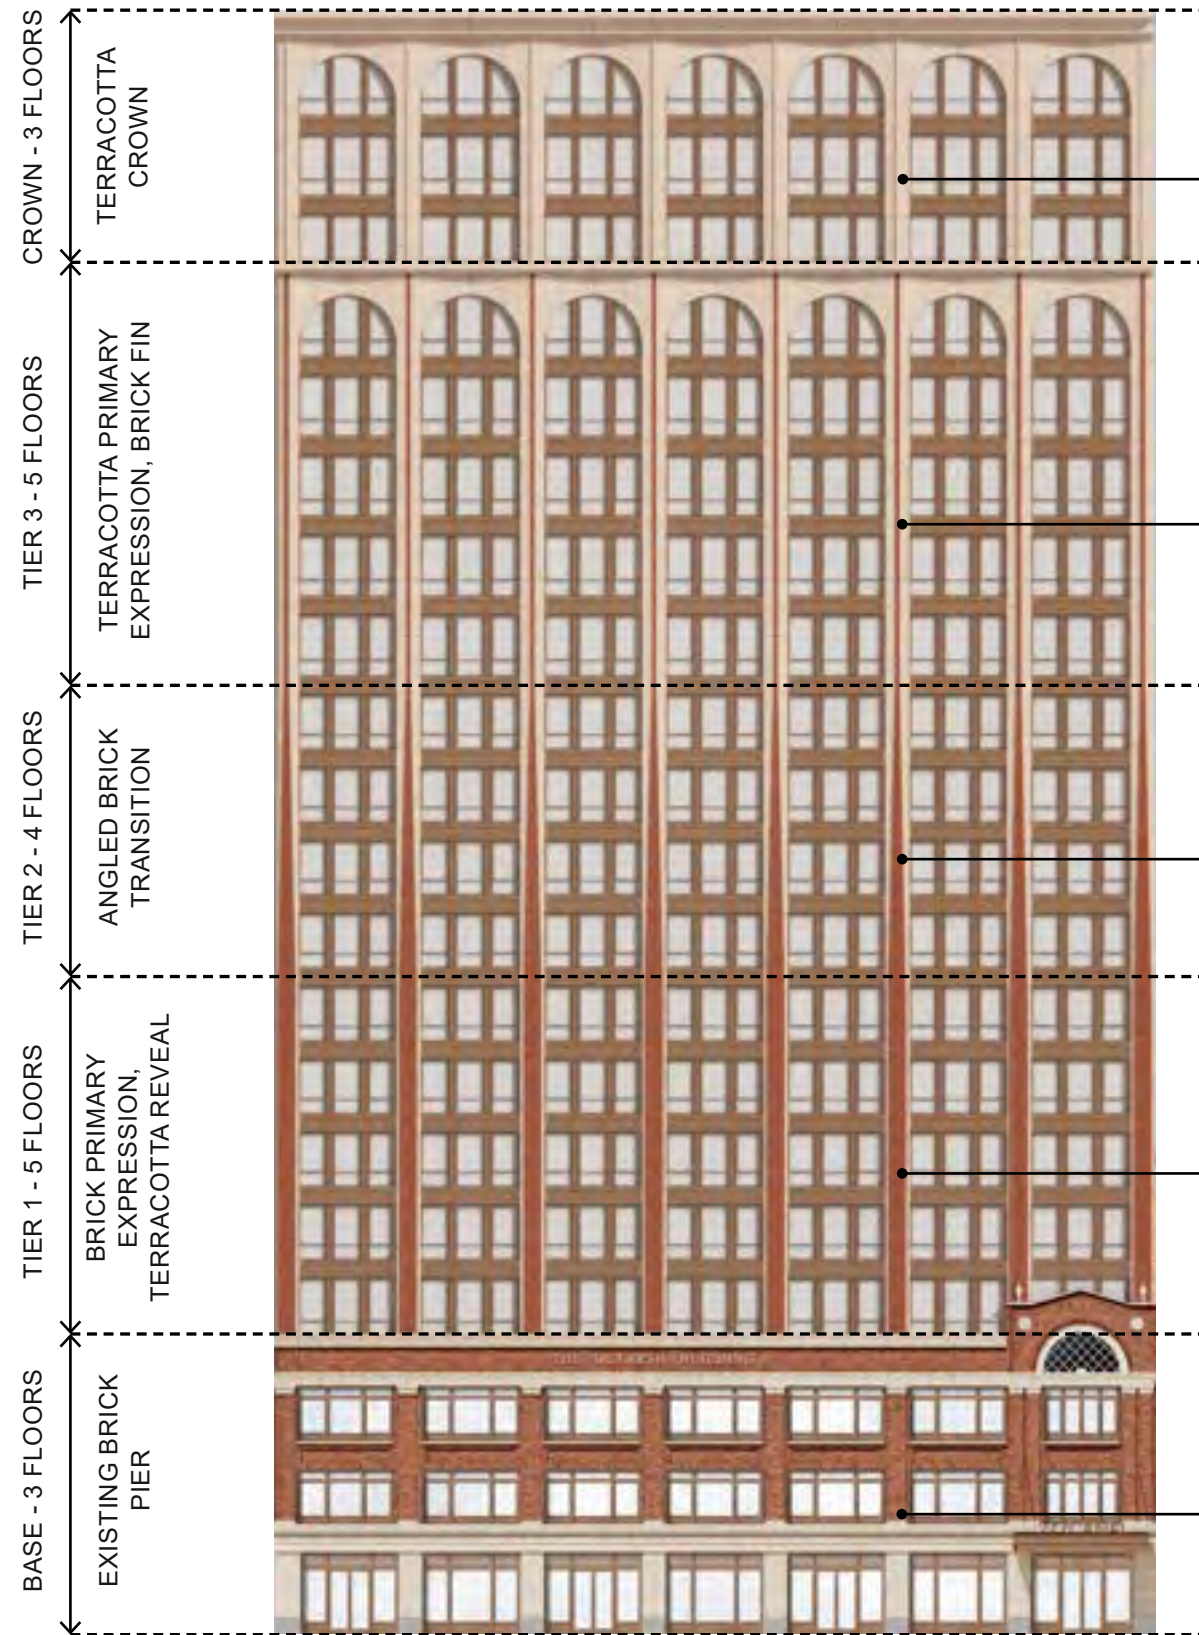 CROWN - 3 FLOORS
TERRACOTTA
CROWN
TIER 3 - 5 FLOORS
TERRACOTTA PRIMARY
EXPRESSION, BRICK FIN
TIER 2 - 4 FLOORS
ANGLED BRICK
TRANSITION
TIER 1 - 5 FLOORS
BRICK PRIMARY
EXPRESSION,
TERRACOTTA REVEAL
BASE - 3 FLOORS
EXISTING BRICK
PIER